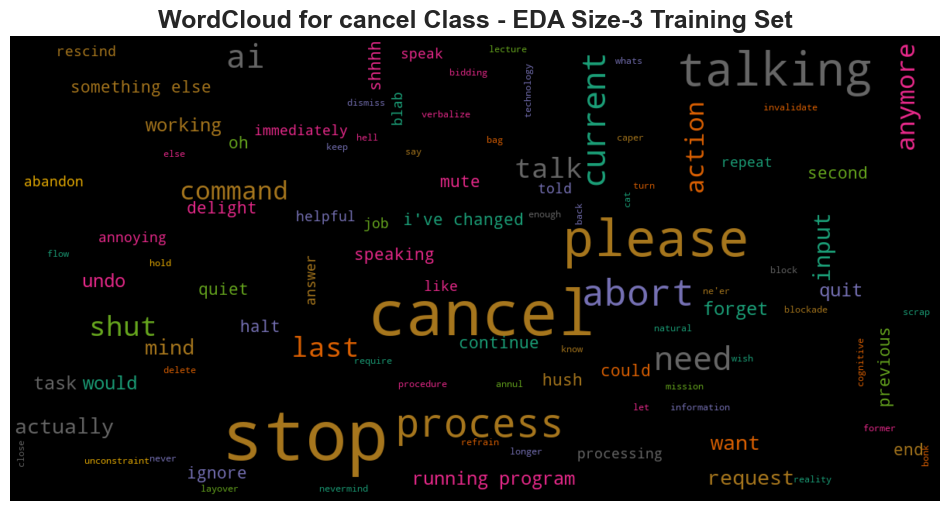 WordCloud for cancel Class - EDA Size-3 Training Set
rescind
ai
shhhh
speak
lecture
whats
talking
anymore
something else
bidding
technology
current
dismiss
blab
verbalize
invalidate
working
immediately
oh
hell
keep
say
bag
caper
action
else
repeat
abandon
command
mute
talk
told
turn
second
delight
helpful
job
i've changed
enough
back
cat
annoying
please
input
flow
hold
speaking
undo
quiet
answer
like
block
cancel
abort
ne'er
quit
forget
blockade
scrap
shut
halt
natural
mind
last
continue
know
need
wish
previous
cognitive
delete
require
could
task
would
procedure
annul
hush
mission
let
information
actually
stop
process
refrain
former
want
close
unconstraint
never
longer
processing
end
bonk
ignore
running program
request
reality
layover
nevermind